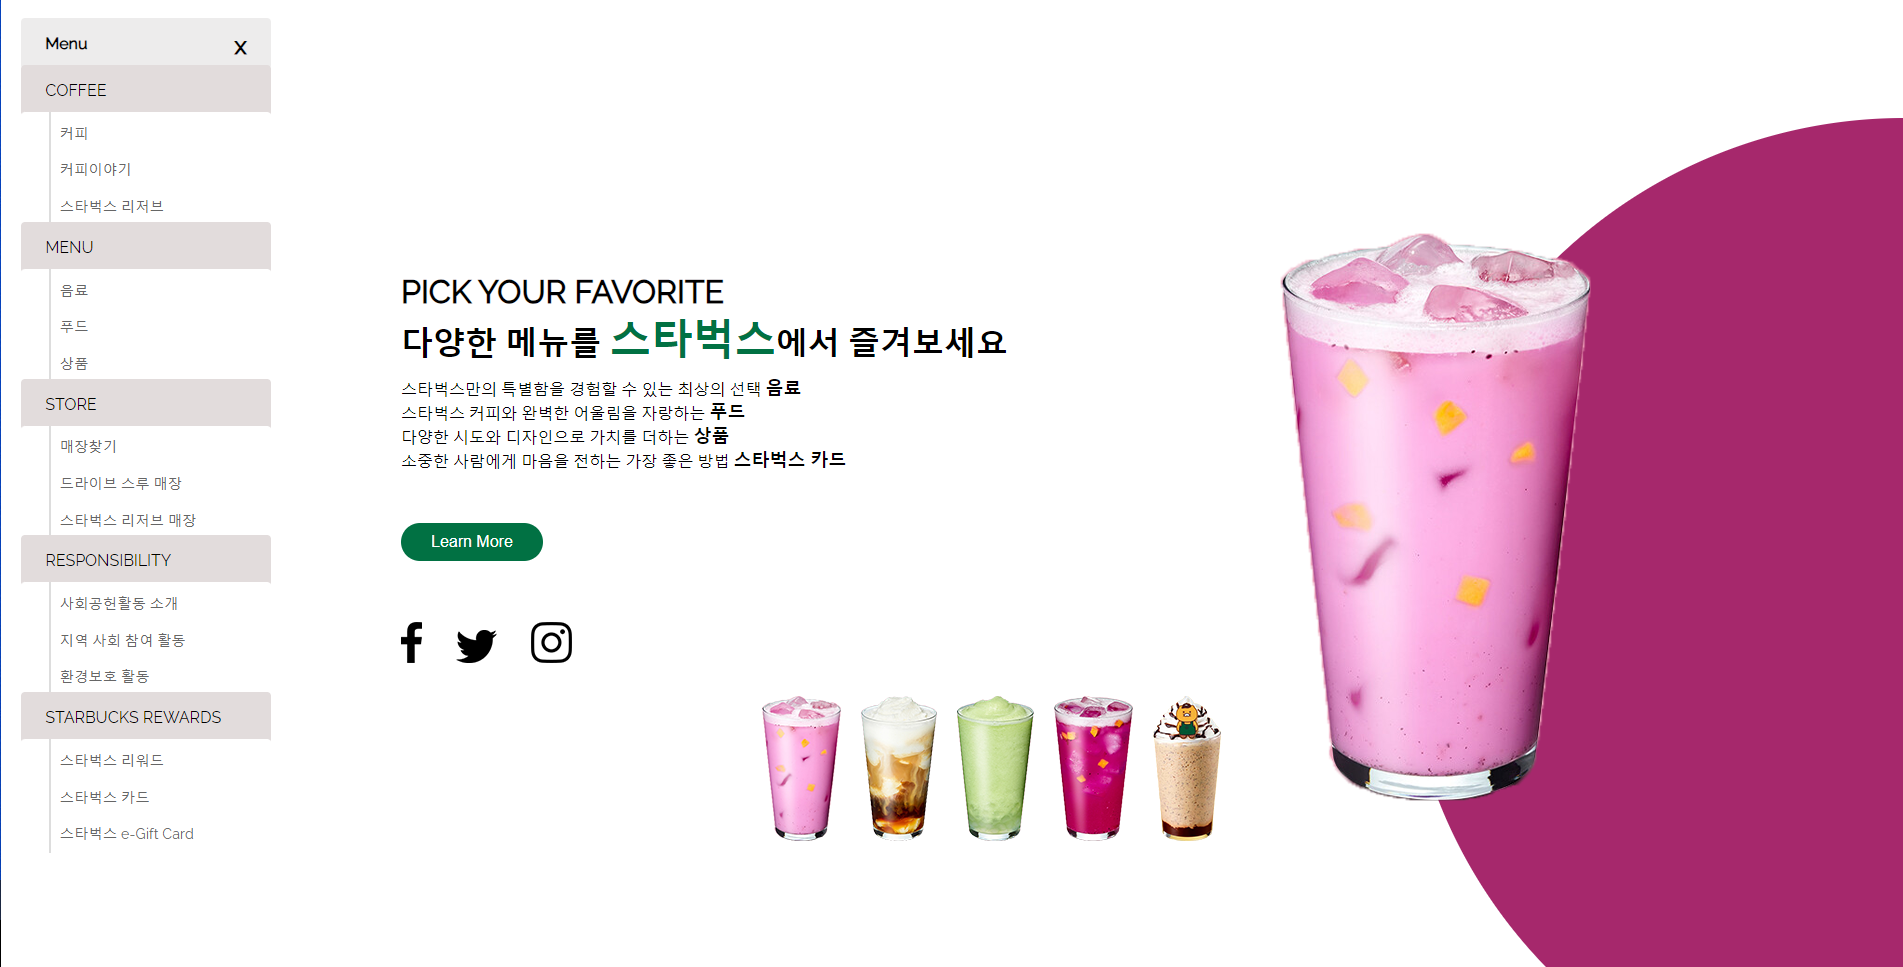 Menu
X
COFFEE
커피
커피이야기
스타벅스 리저브
MENU
음료
푸드
상품
STORE
매장찾기
드라이브 스루 매장
스타벅스 리저브 매장
RESPONSIBILITY
사회공헌활동 소개
지역 사회 참여 활동
환경보호 활동
STARBUCKS REWARDS
스타벅스 리워드
스타벅스 카드
스타벅스 e-Gift Card
PICK YOUR FAVORITE
다양한 메뉴를 스타벅스에서 즐겨보세요
스타벅스만의 특별함을 경험할 수 있는 최상의 선택 음료
스타벅스 커피와 완벽한 어울림을 자랑하는 푸드
다양한 시도와 디자인으로 가치를 더하는 상품
소중한 사람에게 마음을 전하는 가장 좋은 방법 스타벅스 카드
Learn More